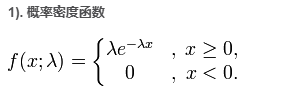 1). 概率密度函数
f(x;λ) = { λe^{−λx} , x ≥ 0,
0 , x < 0.